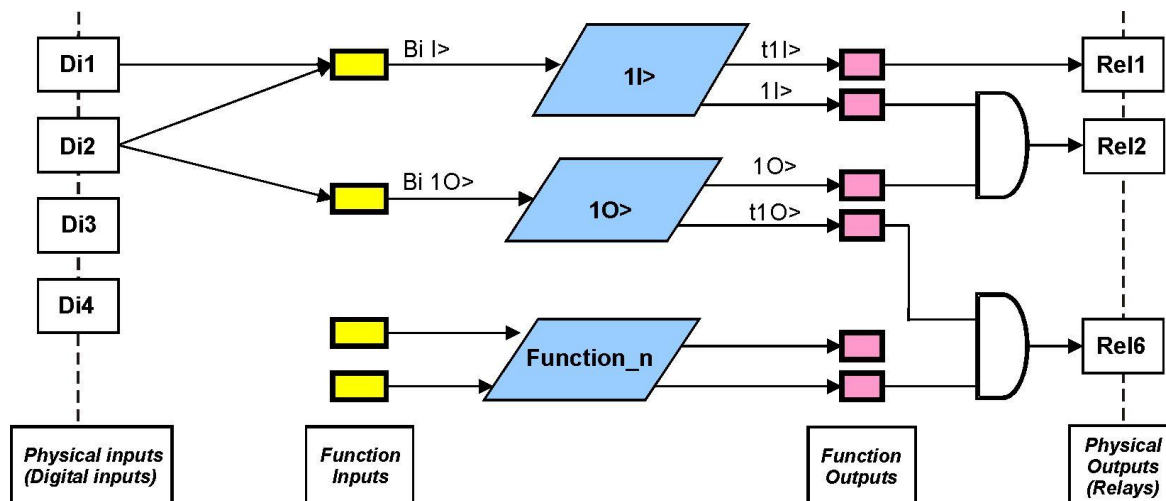 Di1
Bi I>
1I>
t1I>
Rel1
1I>
Di2
Rel2
Bi 1O>
1O>
1O>
Di3
t1O>
Di4
Function_n
Rel6
Physical inputs
(Digital inputs)
Function
Inputs
Function
Outputs
Physical
Outputs
(Relays)